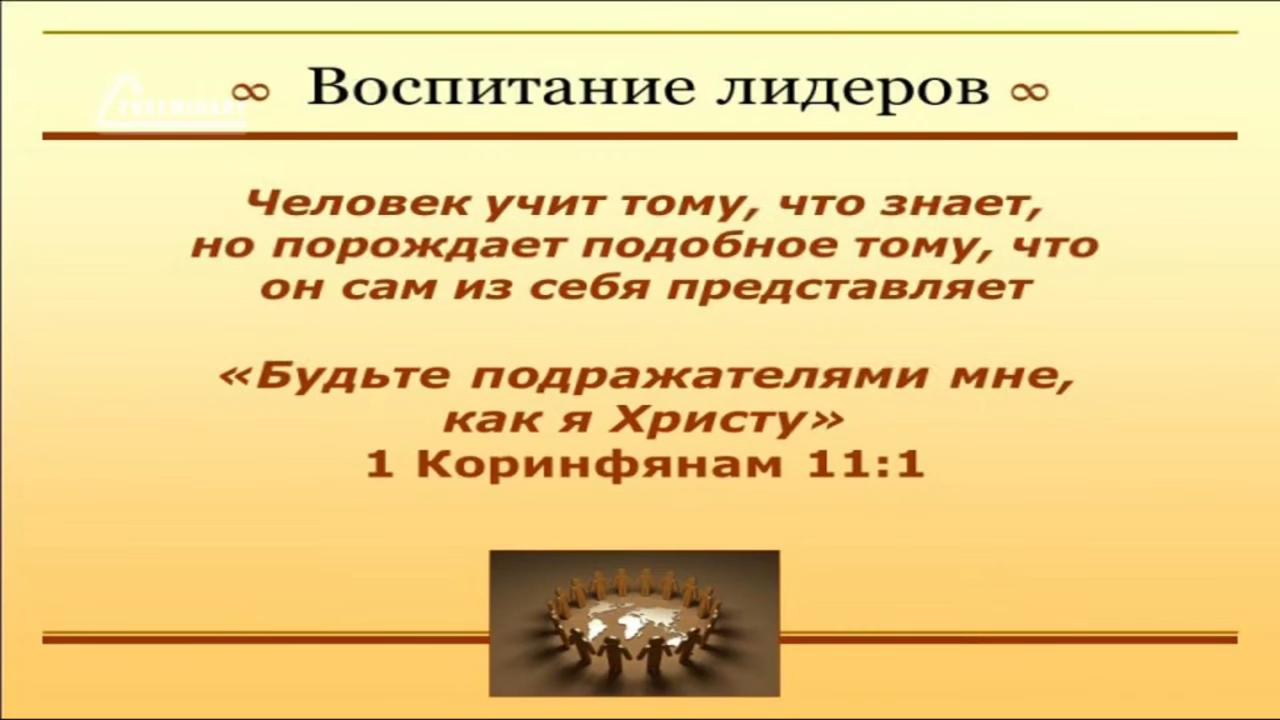 ∞ Воспитание лидеров ∞
Человек учит тому, что знает,
но порождает подобное тому, что
он сам из себя представляет
«Будьте подражателями мне,
как я Христу»
1 Коринфянам 11:1